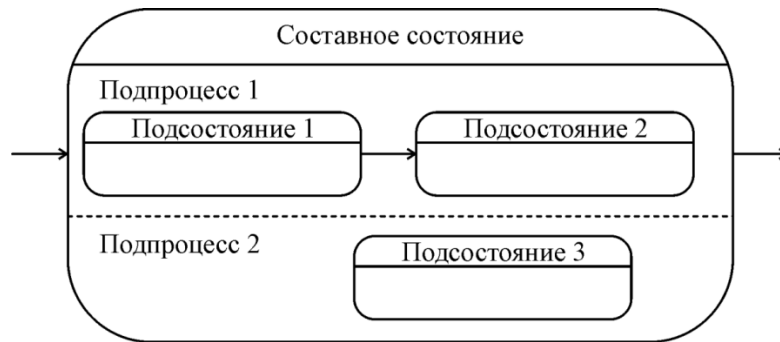 Составное состояние
Подпроцесс 1
Подсостояние 1
Подсостояние 2
Подпроцесс 2
Подсостояние 3